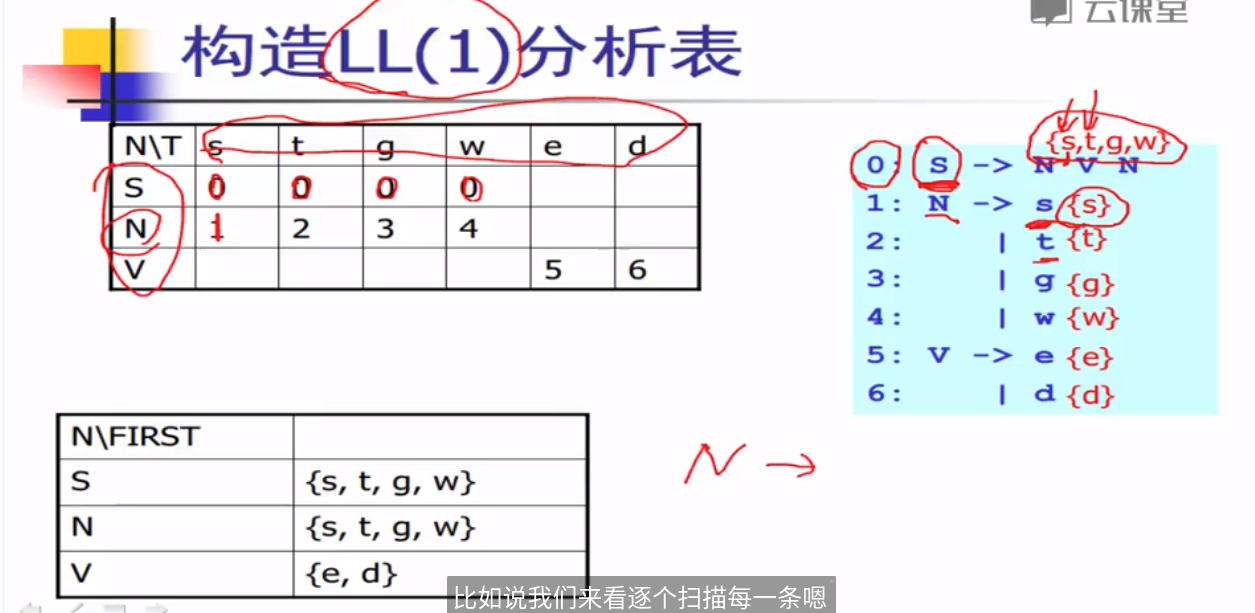 云课堂
构造LL(1)分析表
N\T s t g w e d
S 0 0 0 0
N 1 2 3 4
V 5 6
{s,t,g,w}
0: S -> N V N
1: N -> s {s}
2: | t {t}
3: | g {g}
4: | w {w}
5: V -> e {e}
6: | d {d}
N\FIRST
S {s, t, g, w}
N {s, t, g, w}
V {e, d}
N →
比如说我们来看逐个扫描每一条嗯